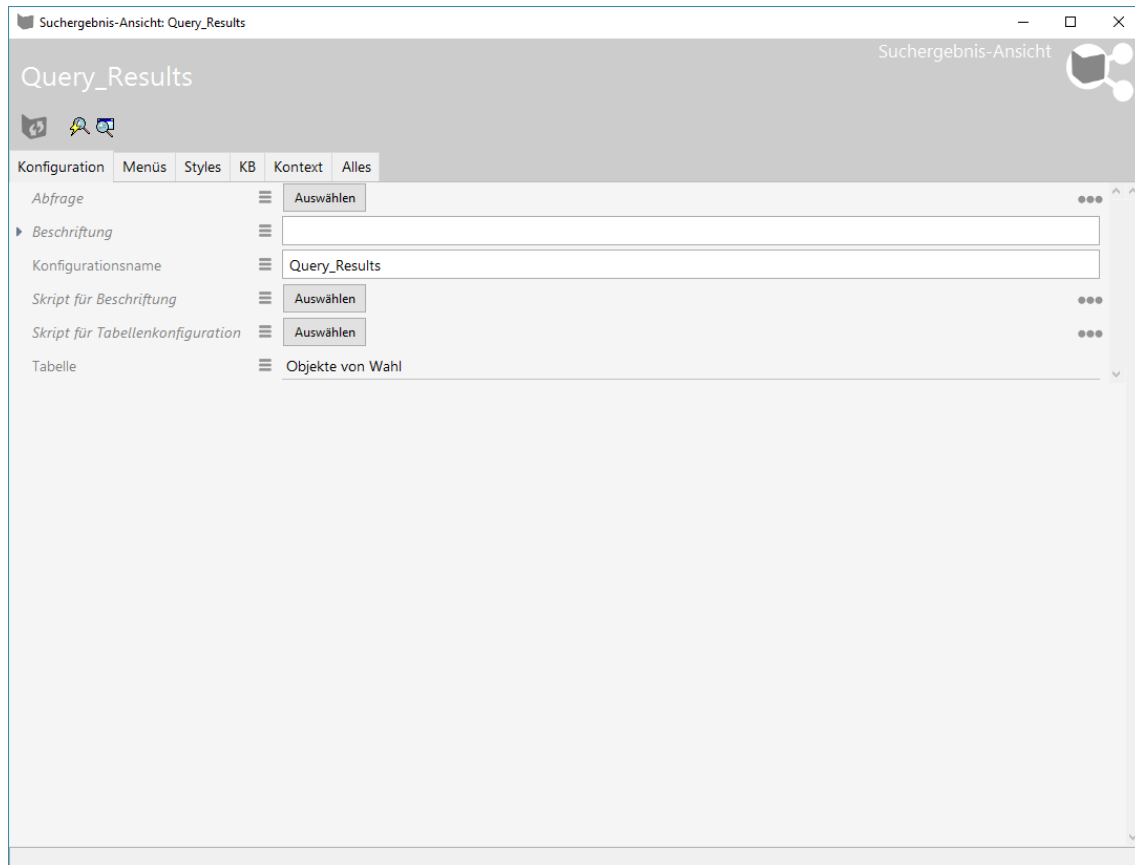 Suchergebnis-Ansicht: Query_Results
Suchergebnis-Ansicht
Query_Results
Konfiguration Menüs Styles KB Kontext Alles
Abfrage Auswählen
Beschriftung
Konfigurationsname Query_Results
Skript für Beschriftung Auswählen
Skript für Tabellenkonfiguration Auswählen
Tabelle Objekte von Wahl